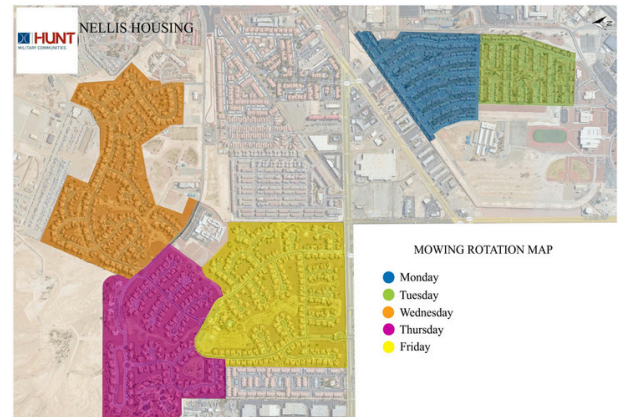 HUNT
MILITARY COMMUNITIES
NELLIS HOUSING
Z
MOWING ROTATION MAP
Monday
Tuesday
Wednesday
Thursday
Friday